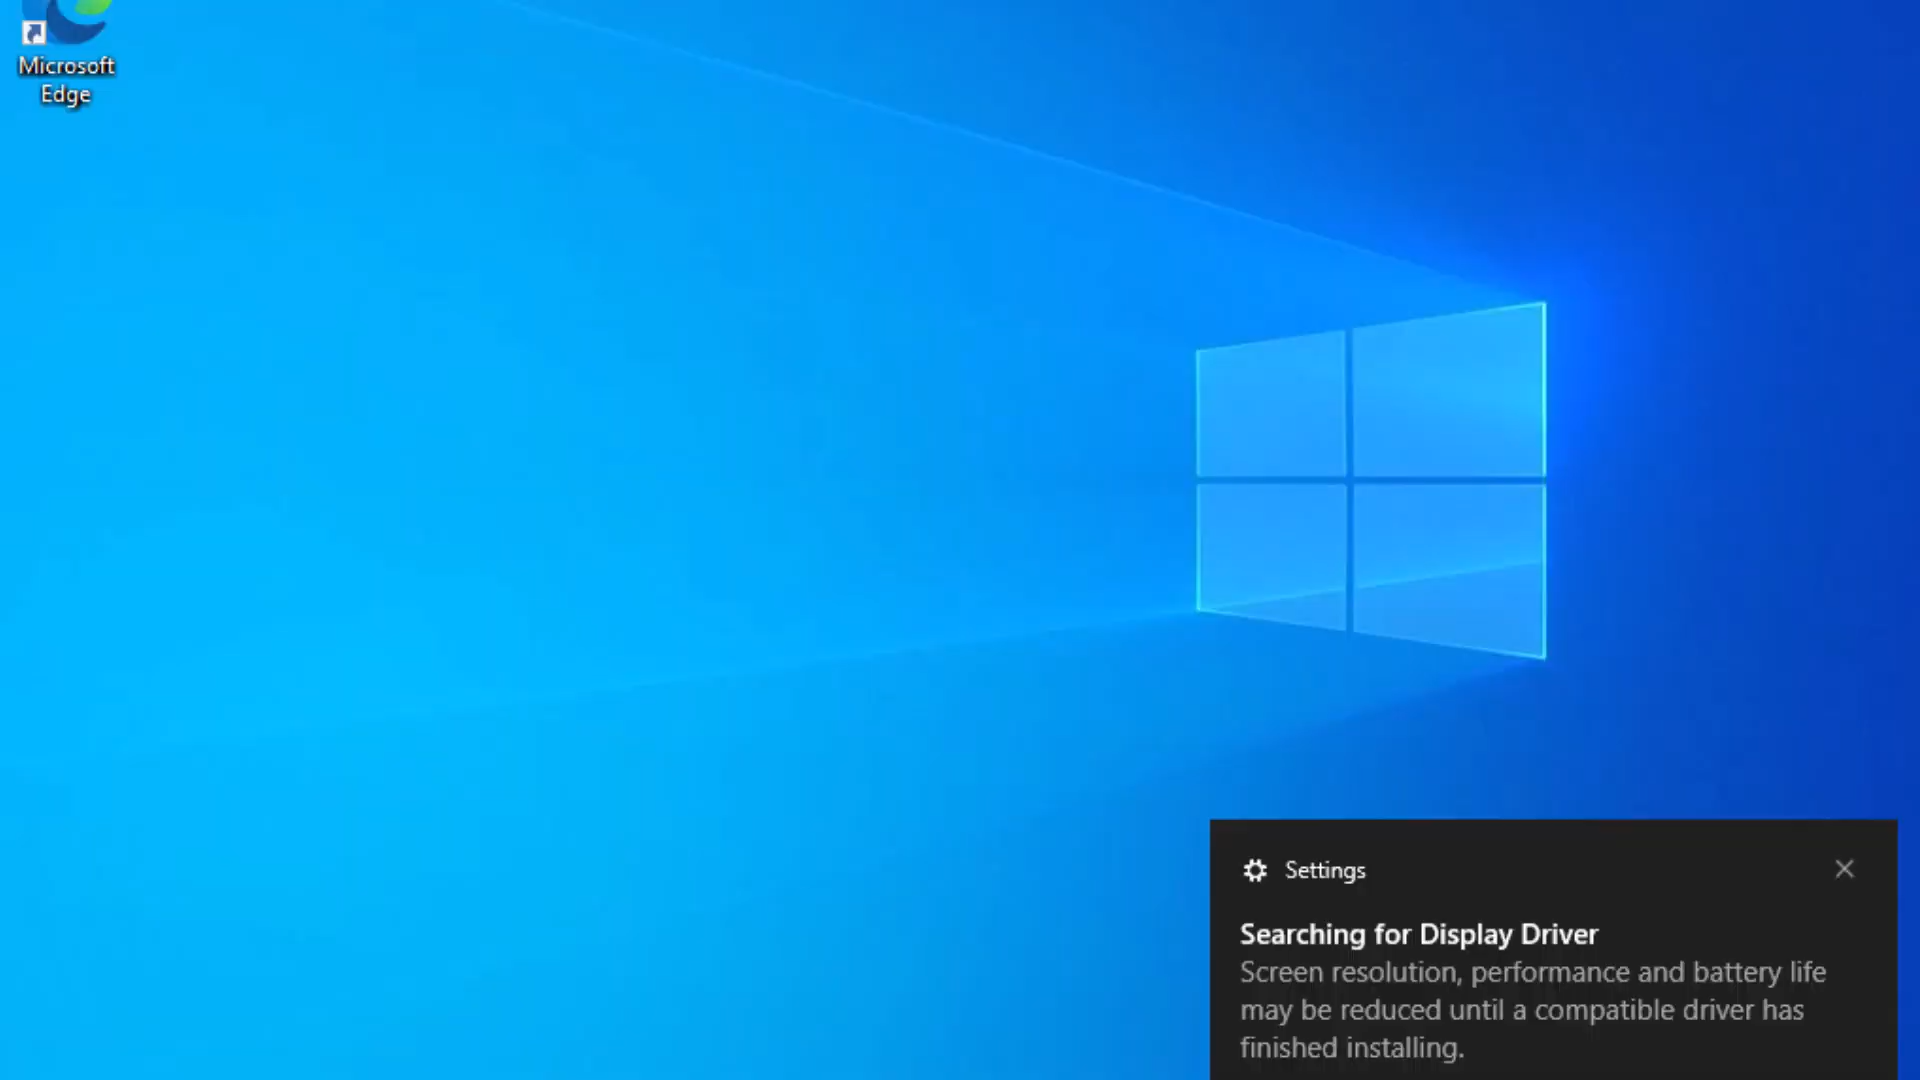 Microsoft
Edge
Settings
Searching for Display Driver
Screen resolution, performance and battery life
may be reduced until a compatible driver has
finished installing.